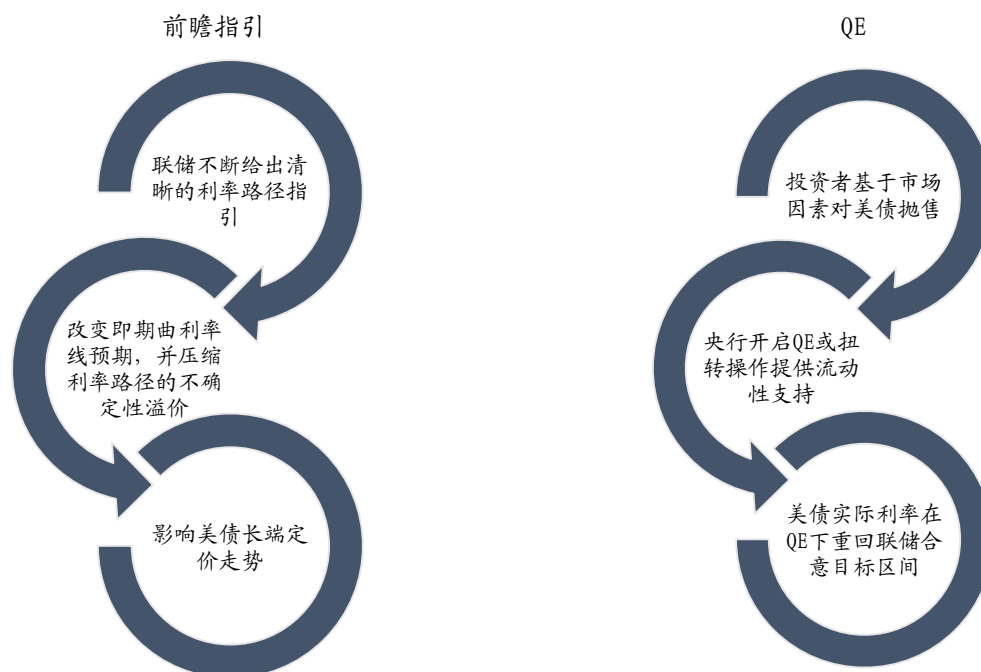 前瞻指引
联储不断给出清
晰的利率路径指
引
改变即期曲利率
线预期，并压缩
利率路径的不确
定性溢价
影响美债长端定
价走势
QE
投资者基于市场
因素对美债抛售
央行开启QE或扭
转操作提供流动
性支持
美债实际利率在
QE下重回联储合
意目标区间